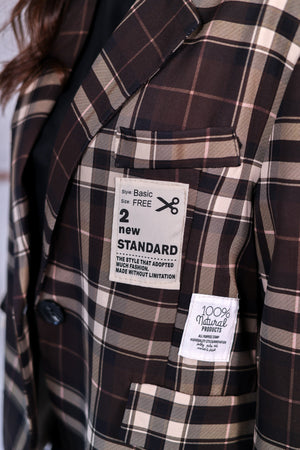 Style Basic
Size FREE
2
new
STANDARD
THE STYLE THAT ADOPTED
MUCH FASHION.
MADE WITHOUT LIMITATION
100%
Natural
PRODUCTS